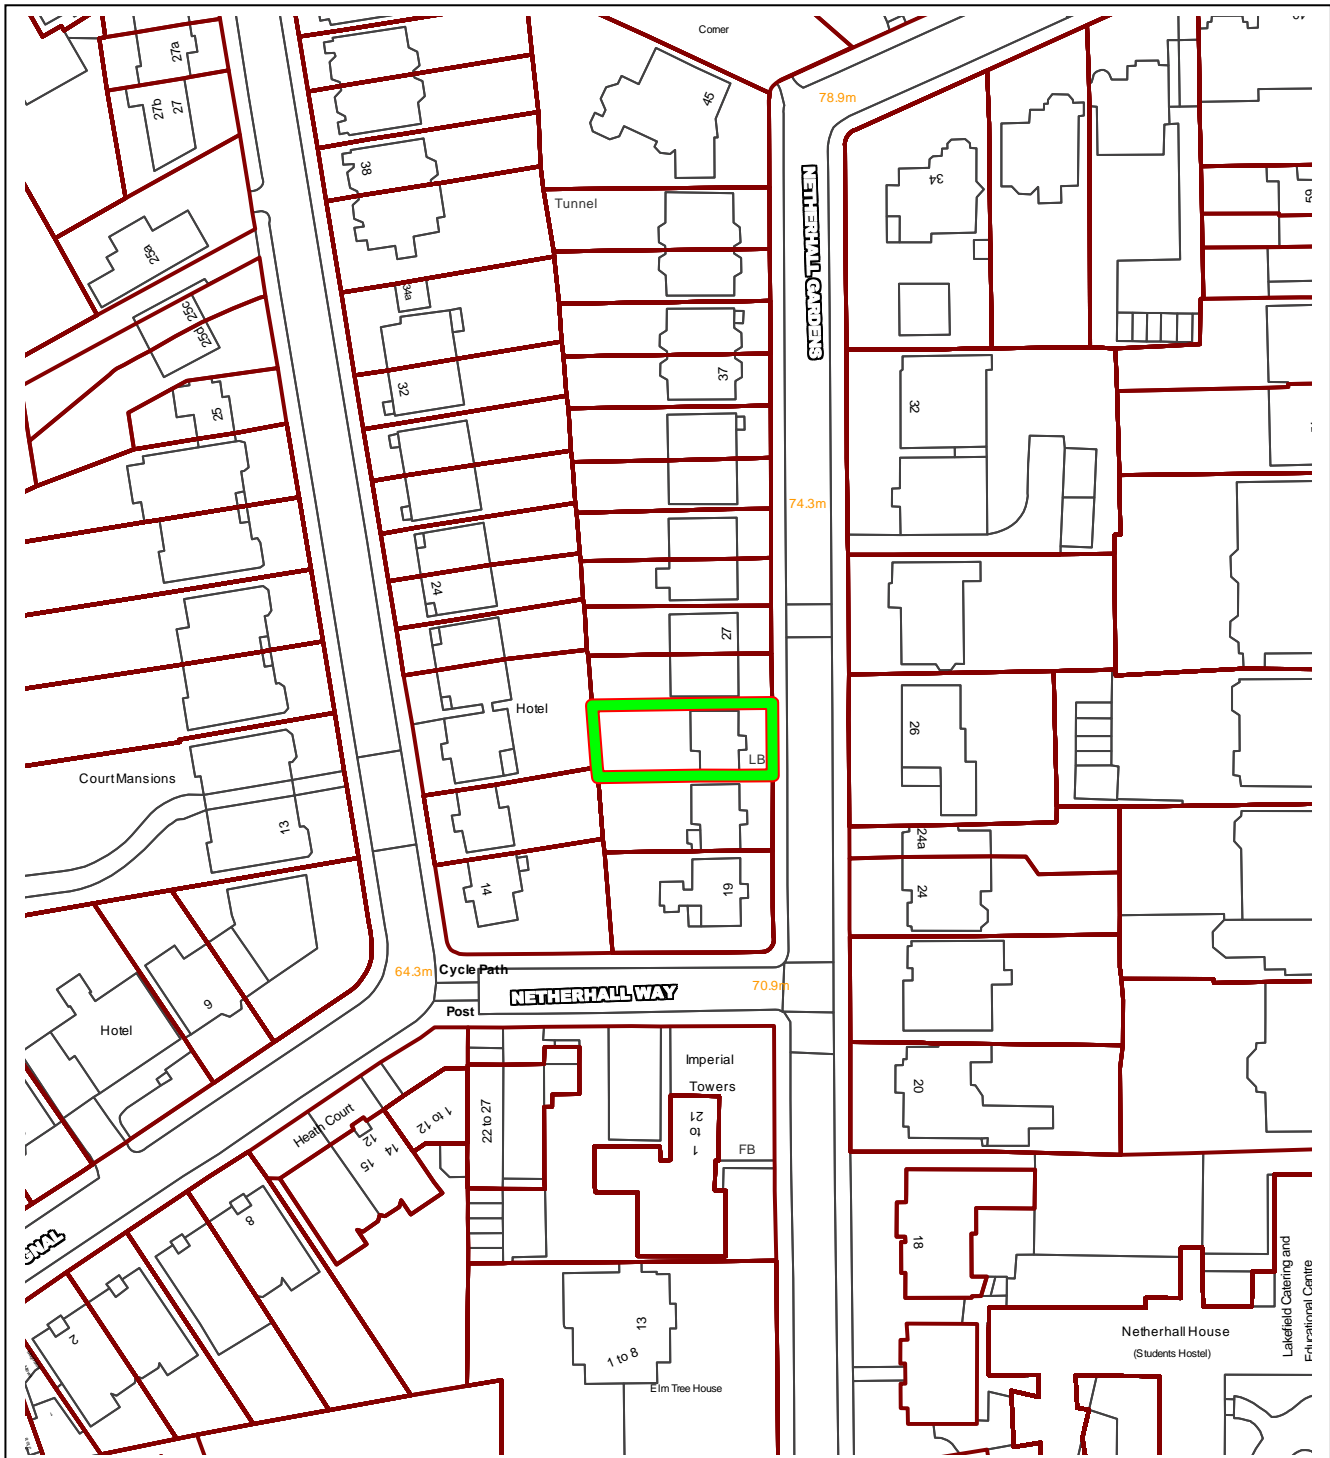 Corner
27a
27b
27
45
78.9m
38
34
59
Tunnel
NETHERHALL GARDENS
25a
34a
25c
25d
37
32
32
25
74.3m
24
27
Hotel
26
LB
Court Mansions
13
24a
24
14
19
64.3m
Cycle Path
70.9m
NETHERHALL WAY
Post
9
Hotel
Imperial
Towers
20
Heath Court
1 to 12
22 to 27
1 to 21
12
14
15
FB
8
18
2
13
1 to 8
Elm Tree House
Netherhall House
(Students Hostel)
Lakefield Catering and
Educational Centre